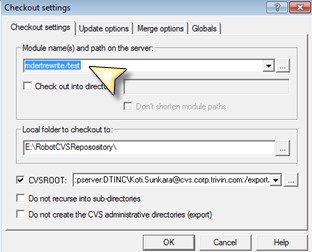 Checkout settings
Checkout settings Update options Merge options Globals
Module name(s) and path on the server:
mdertrewrite/test
...
Check out into directory
Don't shorten module paths
Local folder to checkout to:
E:\RobotCVSReposository\
...
CVSROOT: :pserver:DTINC\Koti.Sunkara@cvs.corp.trivin.com:/export, ...
Do not recurse into sub-directories
Do not create the CVS administrative directories (export)
OK Cancel Help